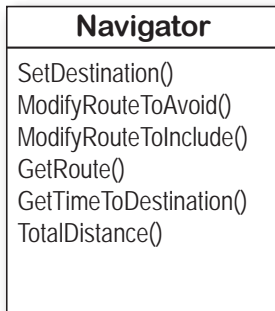 Navigator
SetDestination()
ModifyRouteToAvoid()
ModifyRouteToInclude()
GetRoute()
GetTimeToDestination()
TotalDistance()